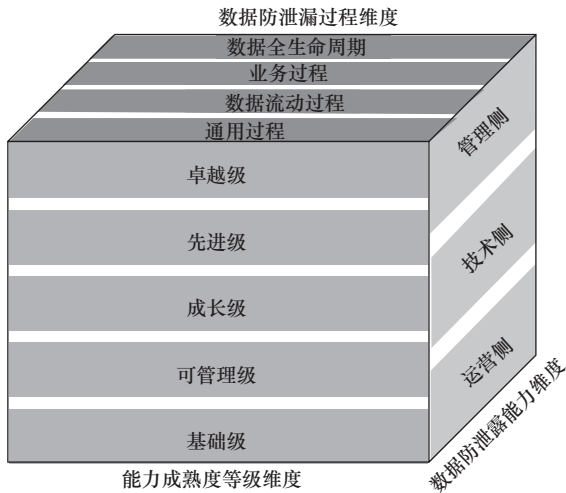 数据防泄漏过程维度
数据全生命周期
业务过程
数据流动过程
通用过程
卓越级
先进级
成长级
可管理级
基础级
能力成熟度等级维度
管理侧
技术侧
运营侧
数据防泄露能力维度